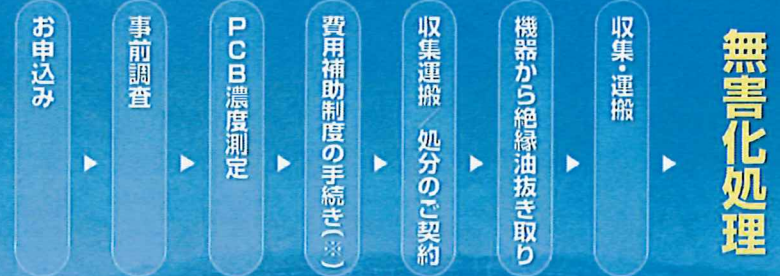 お申込み
事前調査
PCB濃度測定
費用補助制度の手続き(※)
収集運搬／処分のご契約
機器から絶縁油抜き取り
収集・運搬
無害化処理